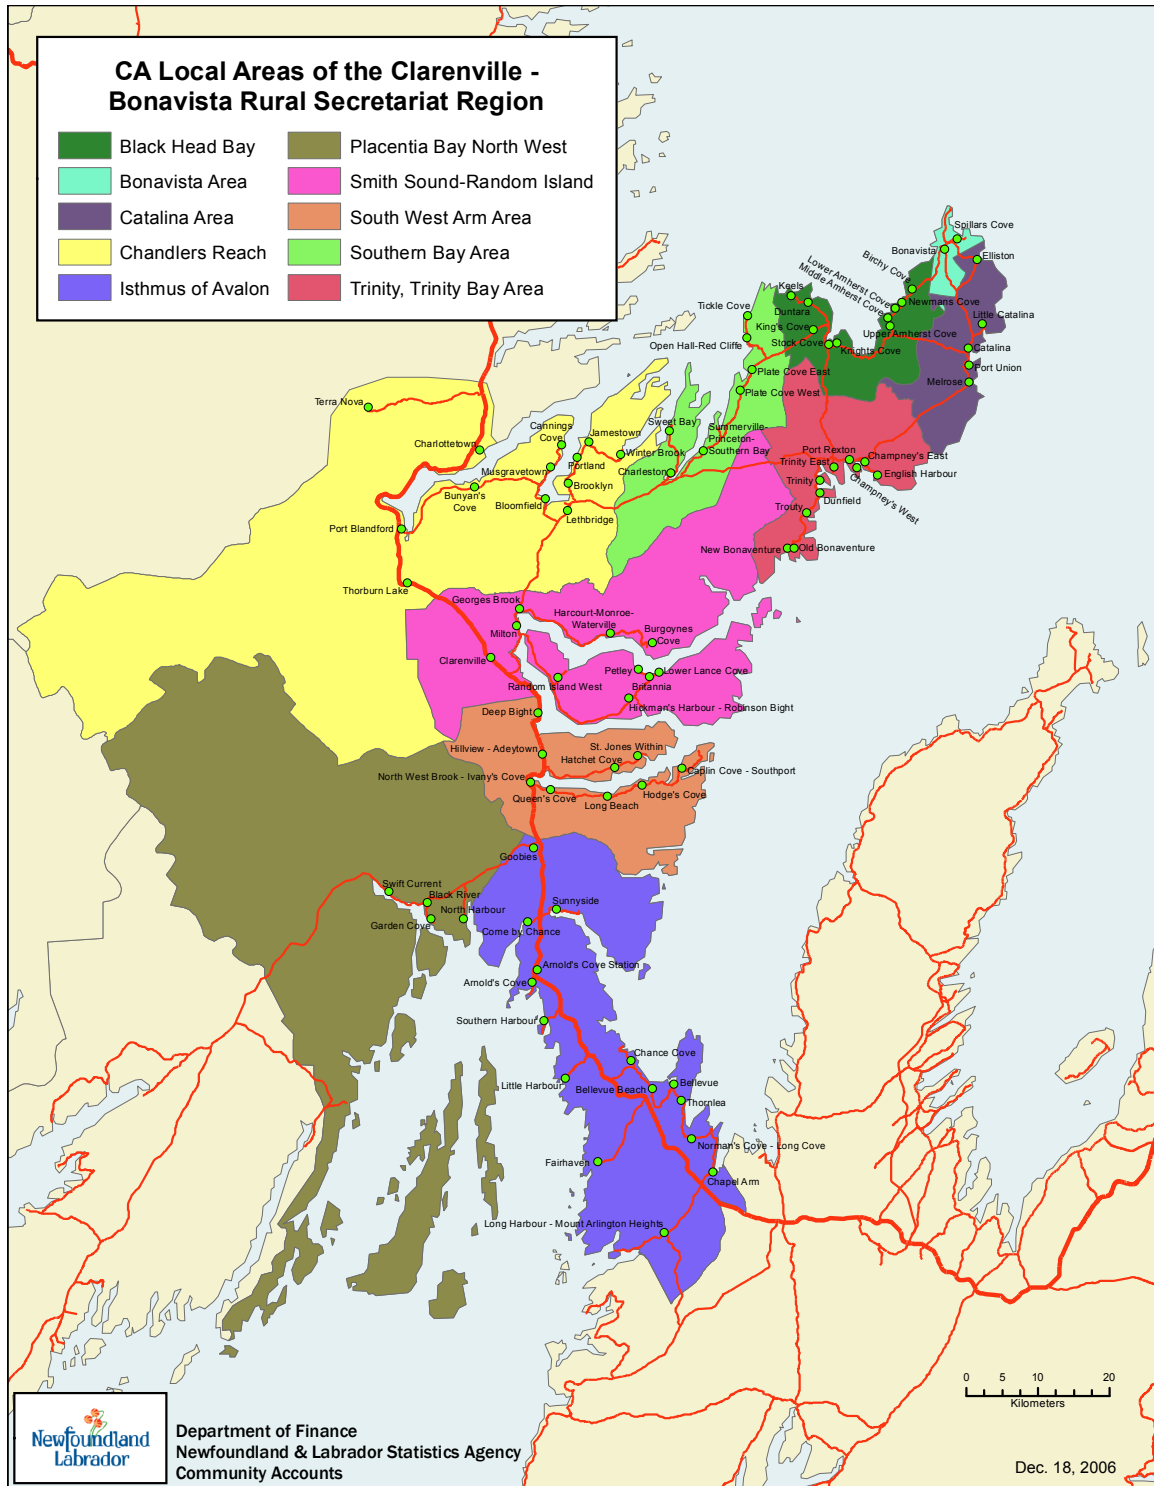 CA Local Areas of the Clarenville -
Bonavista Rural Secretariat Region
Black Head Bay
Bonavista Area
Catalina Area
Chandlers Reach
Isthmus of Avalon
Placentia Bay North West
Smith Sound-Random Island
South West Arm Area
Southern Bay Area
Trinity, Trinity Bay Area
Spillars Cove
Bonavista
Elliston
Birchy Cove
Lower Amherst Cove
Middle Amherst Cove
Newmans Cove
Upper Amherst Cove
Little Catalina
Catalina
Port Union
Melrose
Keels
Duntara
King's Cove
Stock Cove
Knights Cove
Tickle Cove
Open Hall-Red Cliffe
Plate Cove East
Plate Cove West
Terra Nova
Charlottetown
Cannings
Cove
Jamestown
Winter Brook
Sweet Bay
Summerville-
Princeton-
Southern Bay
Musgravetown
Portland
Charleston
Brooklyn
Bunyan's
Cove
Bloomfield
Lethbridge
Port Blandford
Thorburn Lake
Port Rexton
Trinity East
Champney's East
English Harbour
Champney's West
Trinity
Dunfield
Trouty
New Bonaventure
Old Bonaventure
Georges Brook
Milton
Harcourt-Monroe-
Waterville
Burgoynes
Cove
Clarenville
Random Island West
Petley
Lower Lance Cove
Britannia
Hickman's Harbour - Robinson Bight
Deep Bight
Hillview - Adeytown
St. Jones Within
Hatchet Cove
North West Brook - Ivany's Cove
Caplin Cove - Southport
Queen's Cove
Long Beach
Hodge's Cove
Goobies
Swift Current
Black River
North Harbour
Garden Cove
Sunnyside
Come by Chance
Arnold's Cove Station
Arnold's Cove
Southern Harbour
Chance Cove
Little Harbour
Bellevue Beach
Bellevue
Thornlea
Norman's Cove - Long Cove
Fairhaven
Chapel Arm
Long Harbour - Mount Arlington Heights
0 5 10 20
Kilometers
Newfoundland
Labrador
Department of Finance
Newfoundland & Labrador Statistics Agency
Community Accounts
Dec. 18, 2006